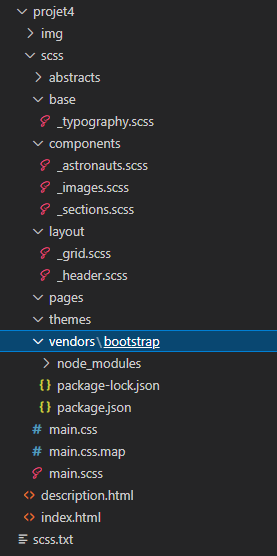 projet4
img
scss
abstracts
base
_typography.scss
components
_astronauts.scss
_images.scss
_sections.scss
layout
_grid.scss
_header.scss
pages
themes
vendors\bootstrap
node_modules
{} package-lock.json
{} package.json
# main.css
# main.css.map
main.scss
<> description.html
<> index.html
scss.txt